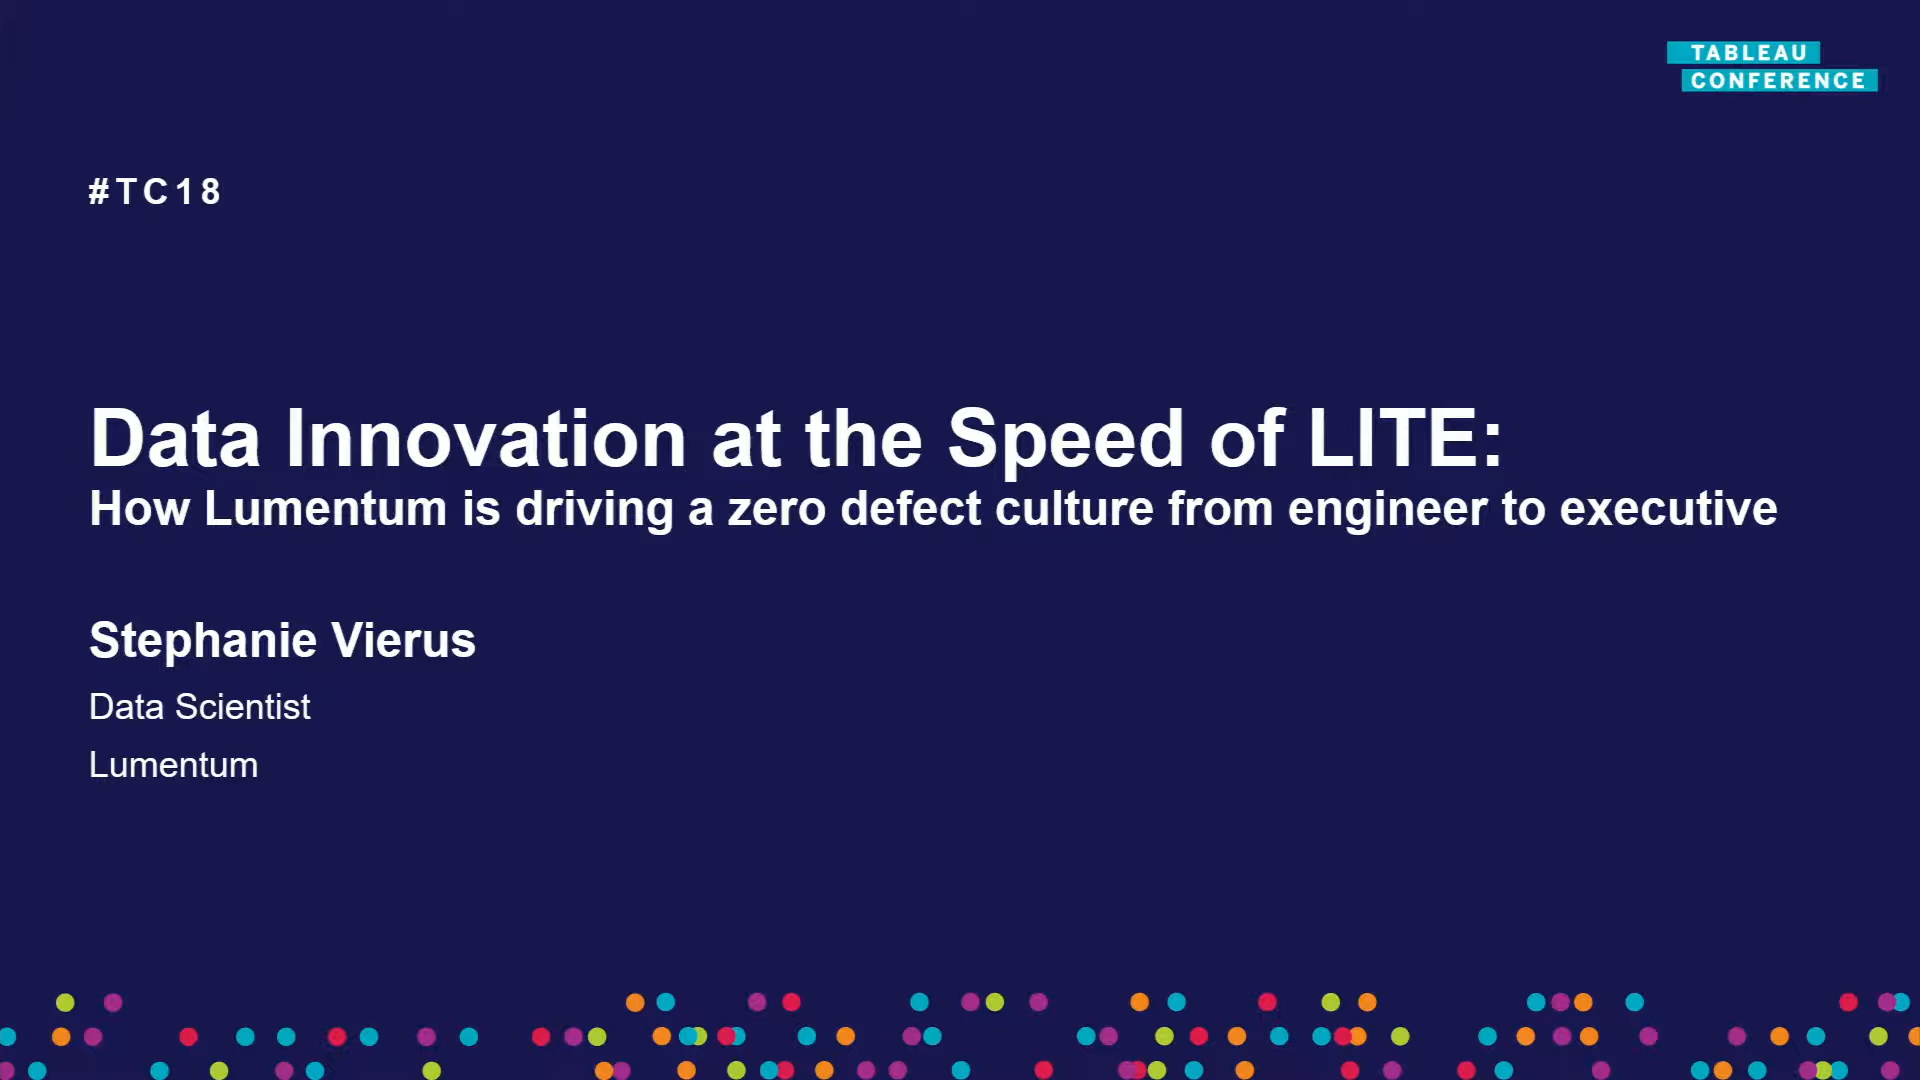 TABLEAU
CONFERENCE
#TC18
Data Innovation at the Speed of LITE:
How Lumentum is driving a zero defect culture from engineer to executive
Stephanie Vierus
Data Scientist
Lumentum